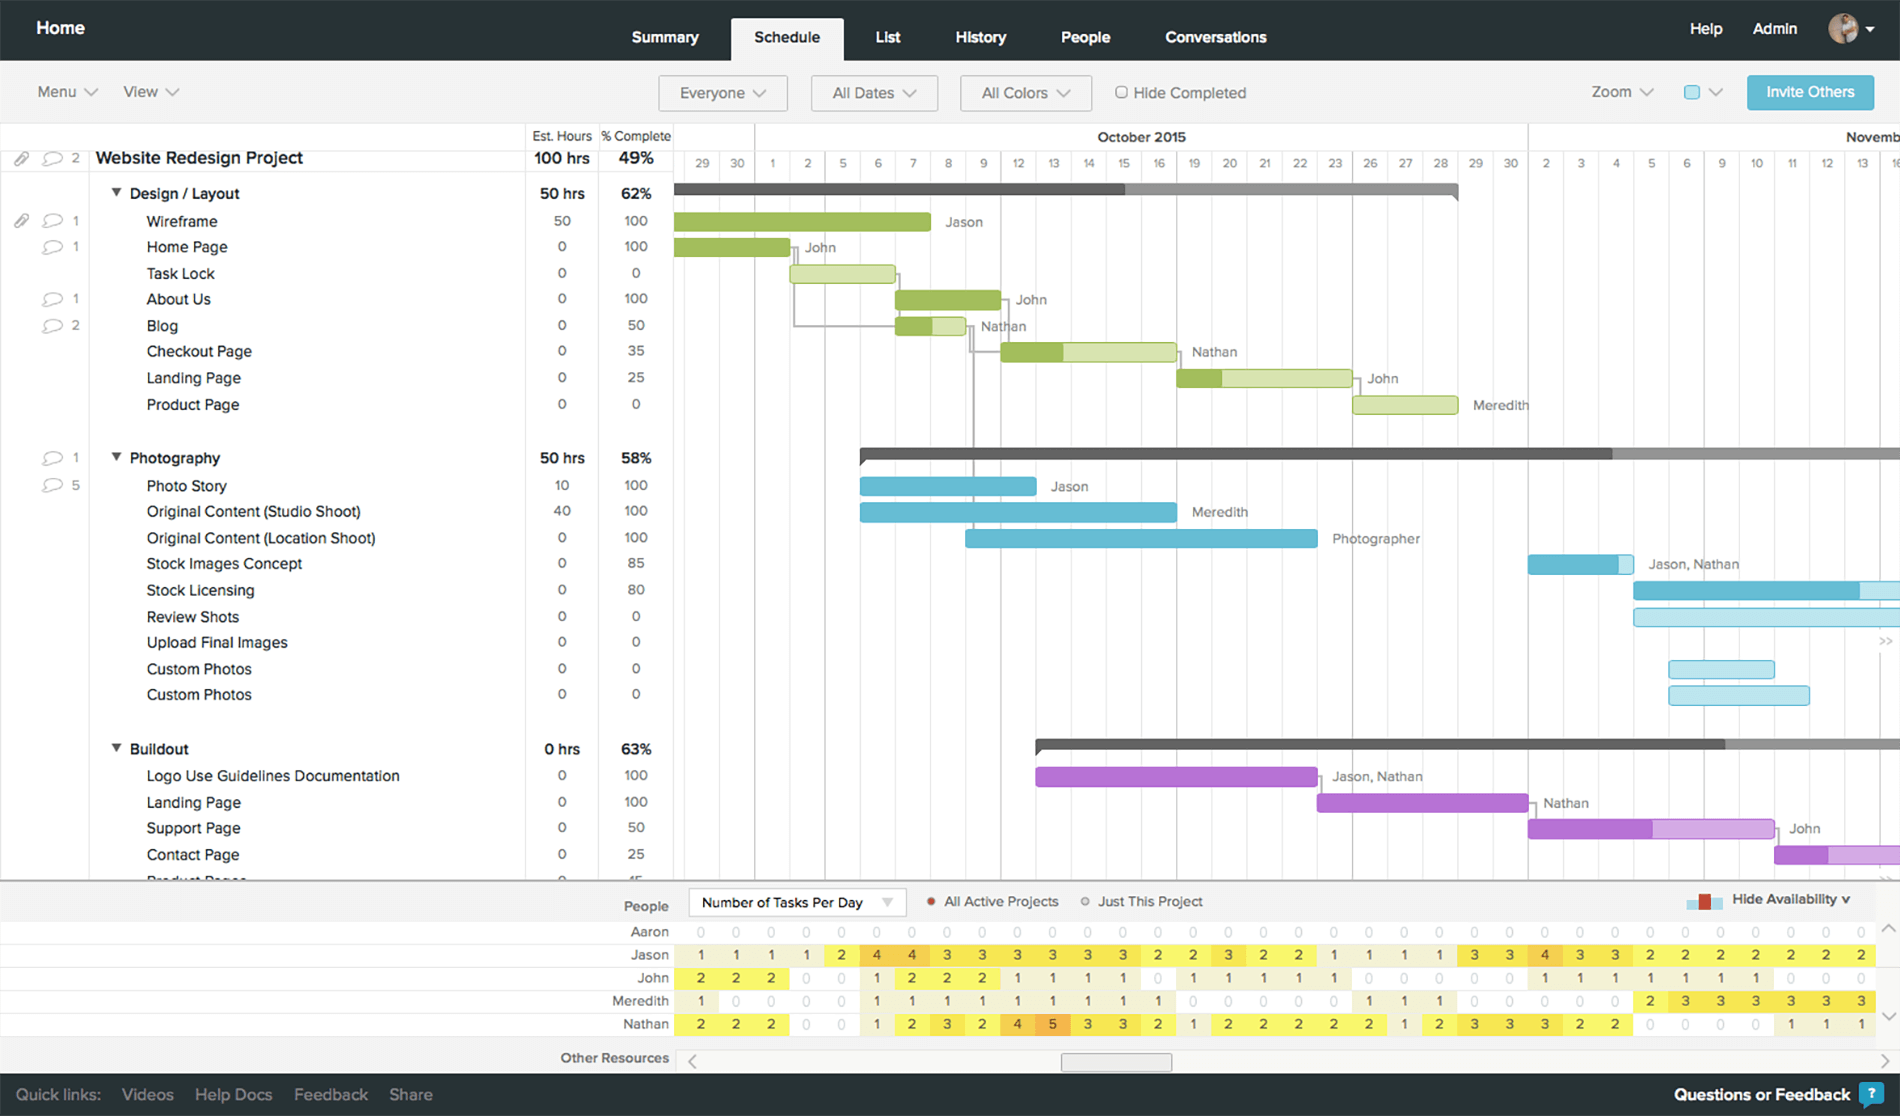 Home Summary Schedule List History People Conversations Help Admin
Menu View Everyone All Dates All Colors Hide Completed Zoom Invite Others
Est. Hours % Complete October 2015 Novemb
2 Website Redesign Project 100 hrs 49% 29 30 1 2 5 6 7 8 9 12 13 14 15 16 19 20 21 22 23 26 27 28 29 30 2 3 4 5 6 9 10 11 12 13
Design / Layout 50 hrs 62%
1 Wireframe 50 100 Jason
1 Home Page 0 100 John
Task Lock 0 0
1 About Us 0 100 John
2 Blog 0 50 Nathan
Checkout Page 0 35 Nathan
Landing Page 0 25 John
Product Page 0 0 Meredith
1 Photography 50 hrs 58%
5 Photo Story 10 100 Jason
Original Content (Studio Shoot) 40 100 Meredith
Original Content (Location Shoot) 0 100 Photographer
Stock Images Concept 0 85 Jason, Nathan
Stock Licensing 0 80
Review Shots 0 0
Upload Final Images 0 0 >>
Custom Photos 0 0
Custom Photos 0 0
Buildout 0 hrs 63%
Logo Use Guidelines Documentation 0 100 Jason, Nathan
Landing Page 0 100 Nathan
Support Page 0 50 John
Contact Page 0 25
People Number of Tasks Per Day All Active Projects Just This Project Hide Availability v
Aaron 0 0 0 0 0 0 0 0 0 0 0 0 0 0 0 0 0 0 0 0 0 0 0 0 0 0 0 0 0 0 0 0 0 0
Jason 1 1 1 1 2 4 4 3 3 3 3 3 3 2 2 3 2 2 1 1 1 1 3 3 4 3 3 2 2 2 2 2 2 2
John 2 2 2 0 0 1 2 2 2 1 1 1 1 0 1 1 1 1 1 0 0 0 0 0 1 1 1 1 1 1 1 0 0 0
Meredith 1 0 0 0 0 1 1 1 1 1 1 1 1 1 0 0 0 0 0 1 1 1 0 0 0 0 0 2 3 3 3 3 3 3
Nathan 2 2 2 0 0 1 2 3 2 4 5 3 3 2 1 2 2 2 2 2 1 2 3 3 3 2 2 0 0 0 0 1 1 1
Other Resources
Quick links: Videos Help Docs Feedback Share Questions or Feedback ?